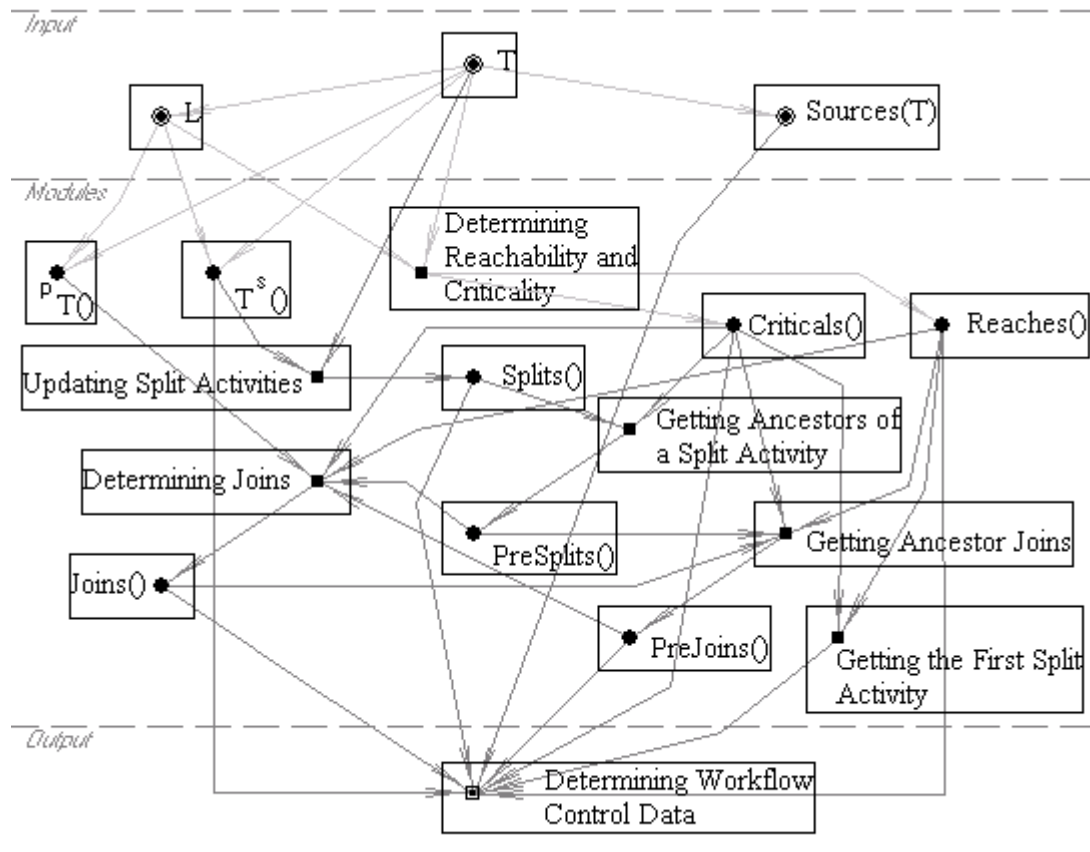 Input
T
L
Sources(T)
Modules
Determining
Reachability and
Criticality
pT()
Ts()
Criticals()
Reaches()
Updating Split Activities
Splits()
Getting Ancestors of
a Split Activity
Determining Joins
PreSplits()
Getting Ancestor Joins
Joins()
PreJoins()
Getting the First Split
Activity
Output
Determining Workflow
Control Data